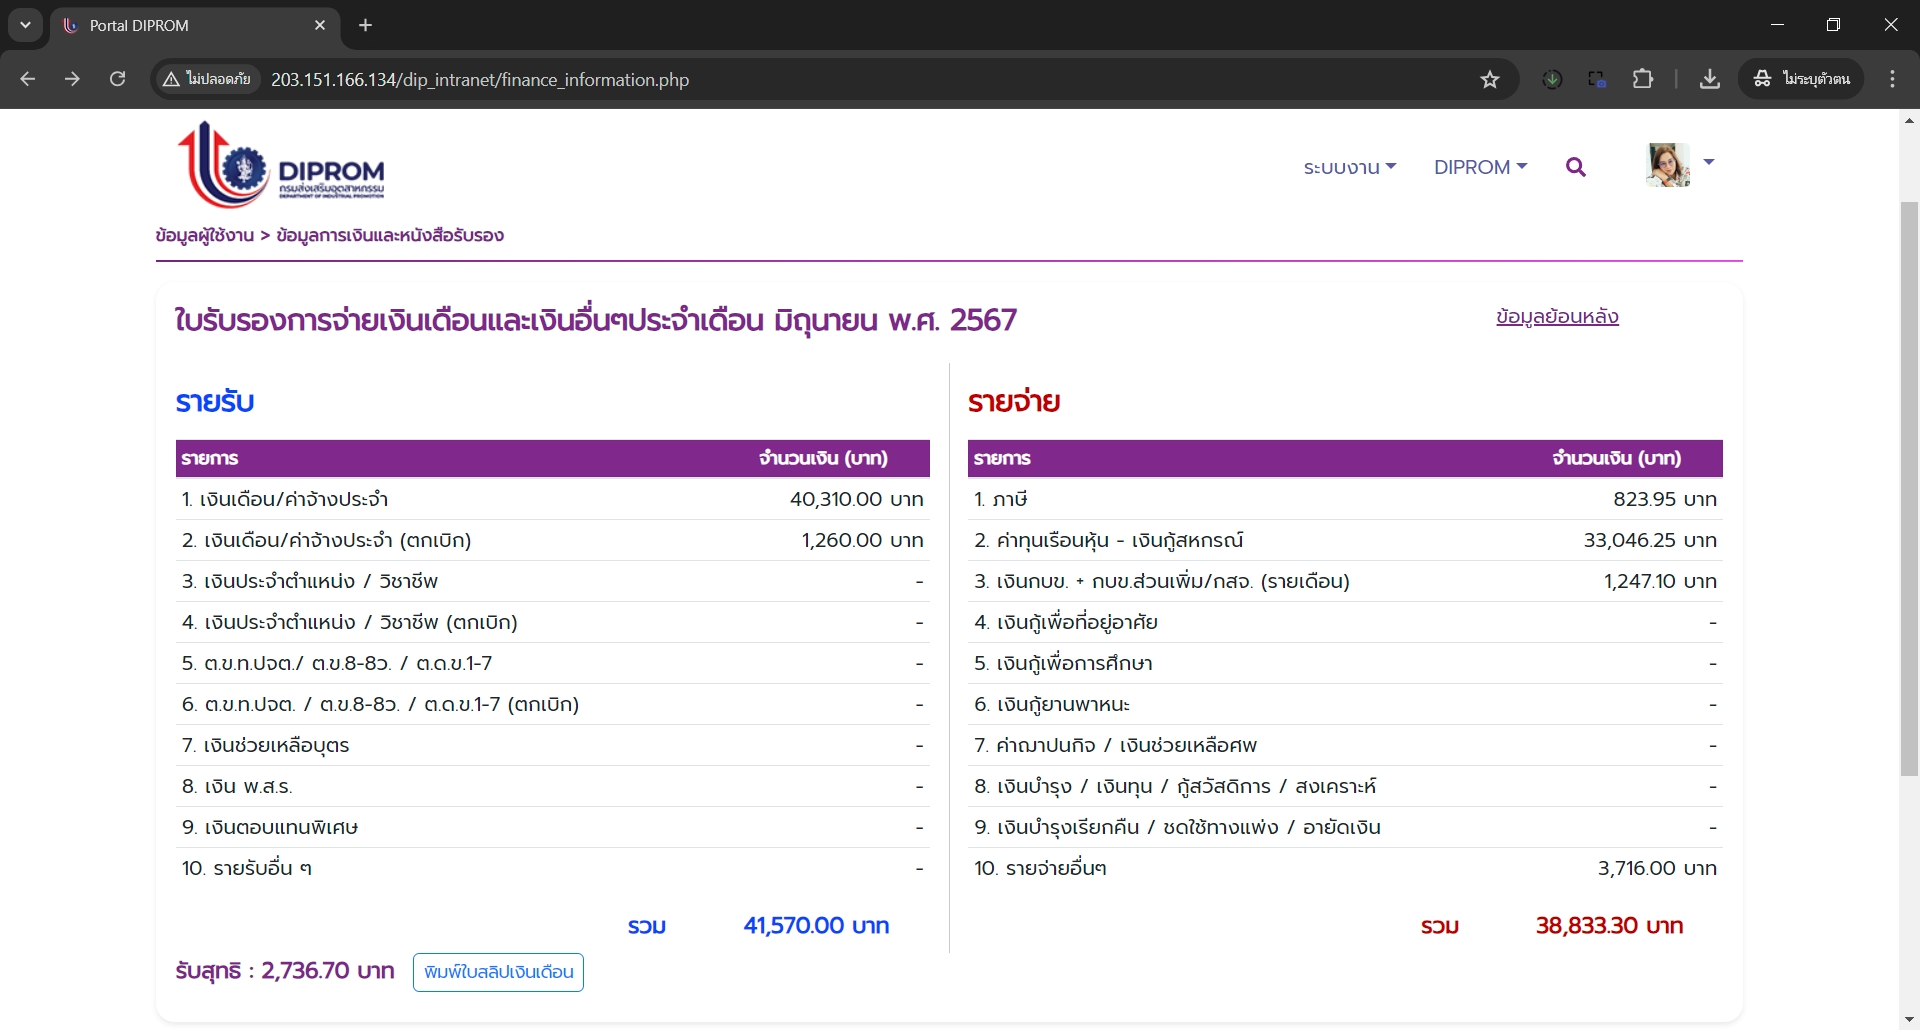 Portal DIPROM
ไม่ปลอดภัย 203.151.166.134/dip_intranet/finance_information.php ไม่ระบุตัวตน
DIPROM
กรมส่งเสริมอุตสาหกรรม
DEPARTMENT OF INDUSTRIAL PROMOTION
ระบบงาน DIPROM
ข้อมูลผู้ใช้งาน > ข้อมูลการเงินและหนังสือรับรอง
ใบรับรองการจ่ายเงินเดือนและเงินอื่นๆประจำเดือน มิถุนายน พ.ศ. 2567
ข้อมูลย้อนหลัง
รายรับ
รายการ จำนวนเงิน (บาท)
1. เงินเดือน/ค่าจ้างประจำ 40,310.00 บาท
2. เงินเดือน/ค่าจ้างประจำ (ตกเบิก) 1,260.00 บาท
3. เงินประจำตำแหน่ง / วิชาชีพ -
4. เงินประจำตำแหน่ง / วิชาชีพ (ตกเบิก) -
5. ต.ข.ท.ปจต./ ต.ข.8-8ว. / ต.ด.ข.1-7 -
6. ต.ข.ท.ปจต. / ต.ข.8-8ว. / ต.ด.ข.1-7 (ตกเบิก) -
7. เงินช่วยเหลือบุตร -
8. เงิน พ.ส.ร. -
9. เงินตอบแทนพิเศษ -
10. รายรับอื่น ๆ -
รวม 41,570.00 บาท
รายจ่าย
รายการ จำนวนเงิน (บาท)
1. ภาษี 823.95 บาท
2. ค่าทุนเรือนหุ้น - เงินกู้สหกรณ์ 33,046.25 บาท
3. เงินกบข. + กบข.ส่วนเพิ่ม/กสจ. (รายเดือน) 1,247.10 บาท
4. เงินกู้เพื่อที่อยู่อาศัย -
5. เงินกู้เพื่อการศึกษา -
6. เงินกู้ยานพาหนะ -
7. ค่าฌาปนกิจ / เงินช่วยเหลือศพ -
8. เงินบำรุง / เงินทุน / กู้สวัสดิการ / สงเคราะห์ -
9. เงินบำรุงเรียกคืน / ชดใช้ทางแพ่ง / อายัดเงิน -
10. รายจ่ายอื่นๆ 3,716.00 บาท
รวม 38,833.30 บาท
รับสุทธิ : 2,736.70 บาท พิมพ์ใบสลิปเงินเดือน